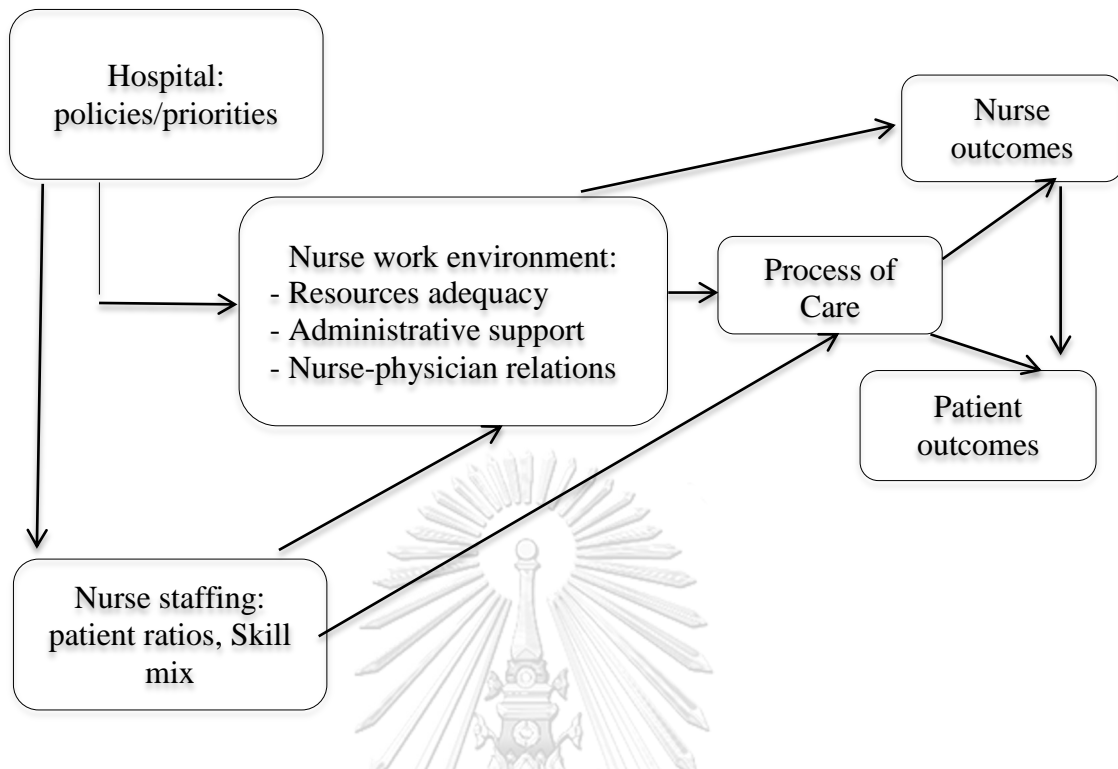 Hospital:
policies/priorities
Nurse
outcomes
Nurse work environment:
- Resources adequacy
- Administrative support
- Nurse-physician relations
Process of
Care
Patient
outcomes
Nurse staffing:
patient ratios, Skill
mix